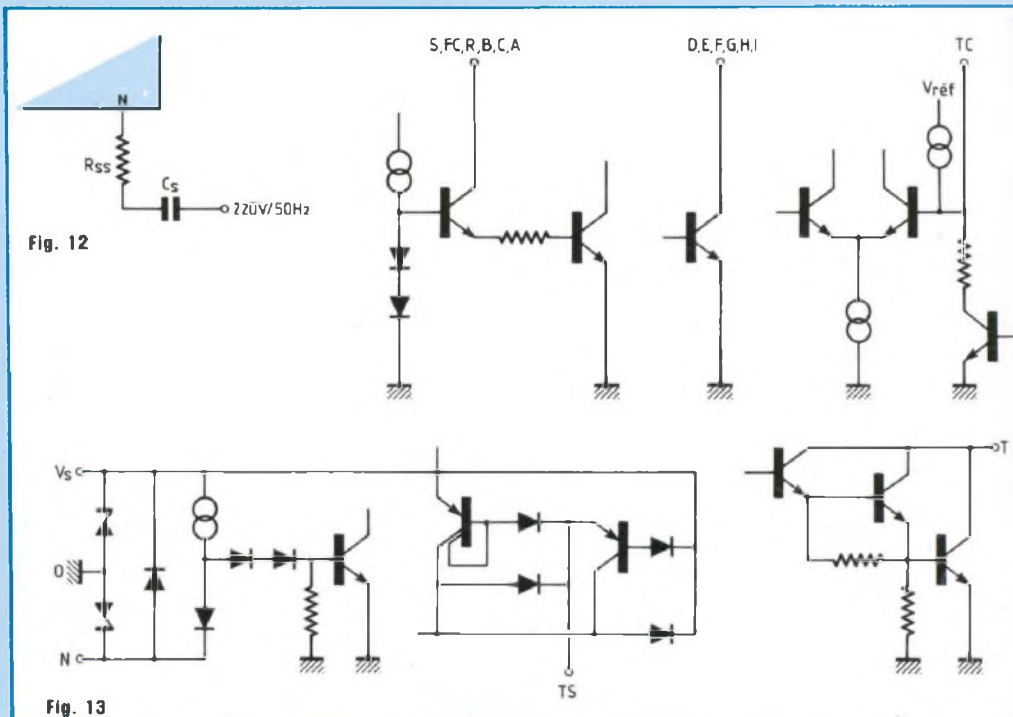 S,FC,R,B,C,A
D,E,F,G,H,I
TC
N
Vréf
Rss
Cs
220V/50Hz
Fig. 12
Vs
O
N
T
TS
Fig. 13